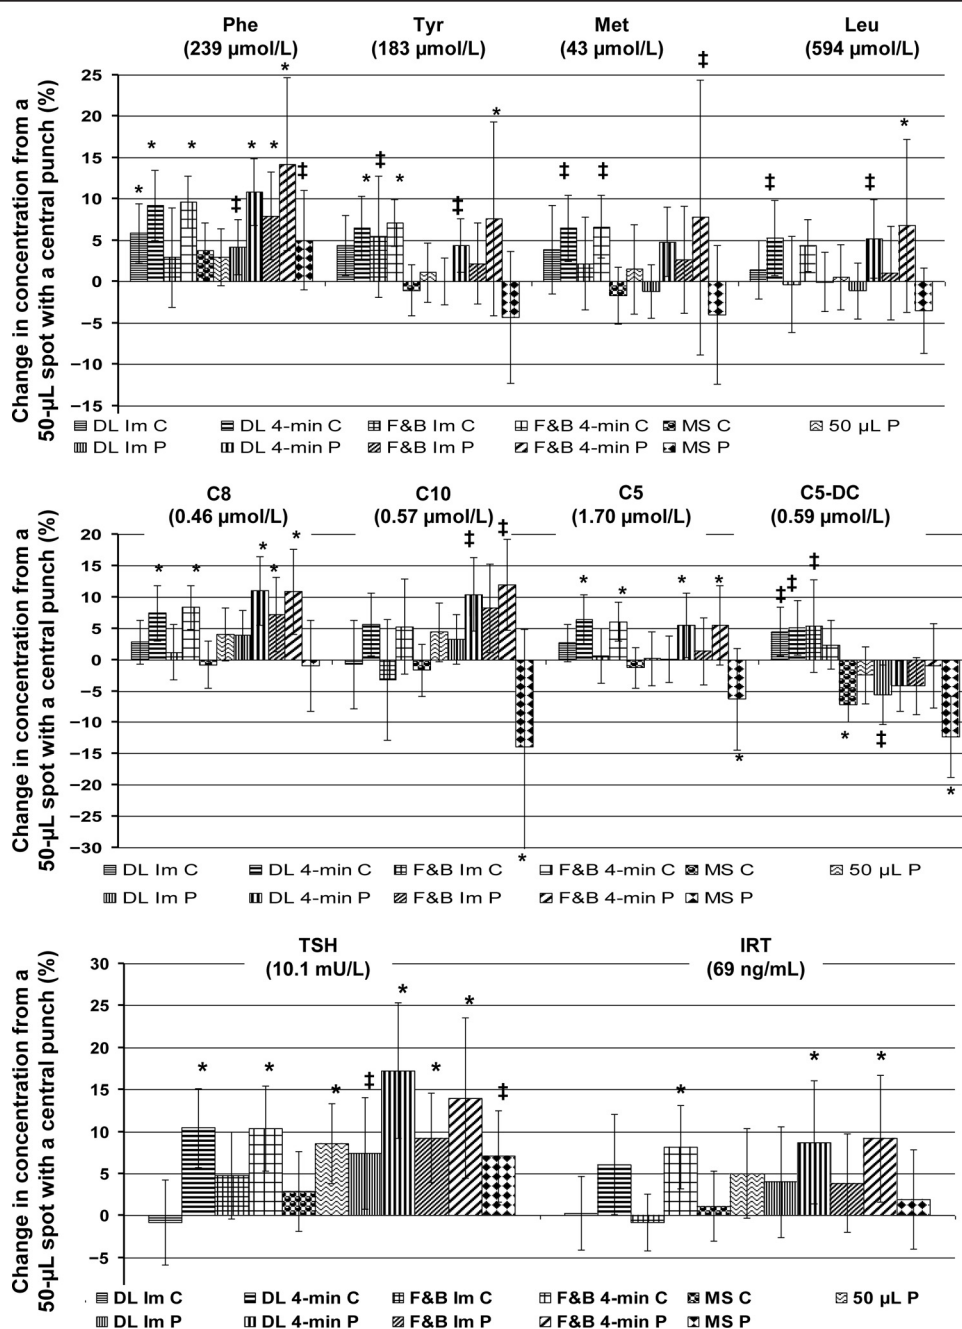 Phe Tyr Met Leu
(239 µmol/L) (183 µmol/L) (43 µmol/L) (594 µmol/L)
Change in concentration from a
50-µL spot with a central punch (%)
25
20
15
10
5
0
−5
−10
−15
* * * ‡ * * * ‡
* ‡ * ‡ *
‡ ‡ ‡
‡ ‡ *
DL Im C DL 4-min C F&B Im C F&B 4-min C MS C 50 µL P
DL Im P DL 4-min P F&B Im P F&B 4-min P MS P
C8 C10 C5 C5-DC
(0.46 µmol/L) (0.57 µmol/L) (1.70 µmol/L) (0.59 µmol/L)
Change in concentration from a
50-µL spot with a central punch (%)
20
15
10
5
0
−5
−10
−15
−20
−25
−30
* * * * *
‡ ‡ *
* * * * *
‡ ‡ ‡ * ‡ *
DL Im C DL 4-min C F&B Im C F&B 4-min C MS C 50 µL P
DL Im P DL 4-min P F&B Im P F&B 4-min P MS P
TSH IRT
(10.1 mU/L) (69 ng/mL)
Change in concentration from a
50-µL spot with a central punch (%)
30
25
20
15
10
5
0
−5
* * * ‡ * * * ‡
* * *
DL Im C DL 4-min C F&B Im C F&B 4-min C MS C 50 µL P
DL Im P DL 4-min P F&B Im P F&B 4-min P MS P